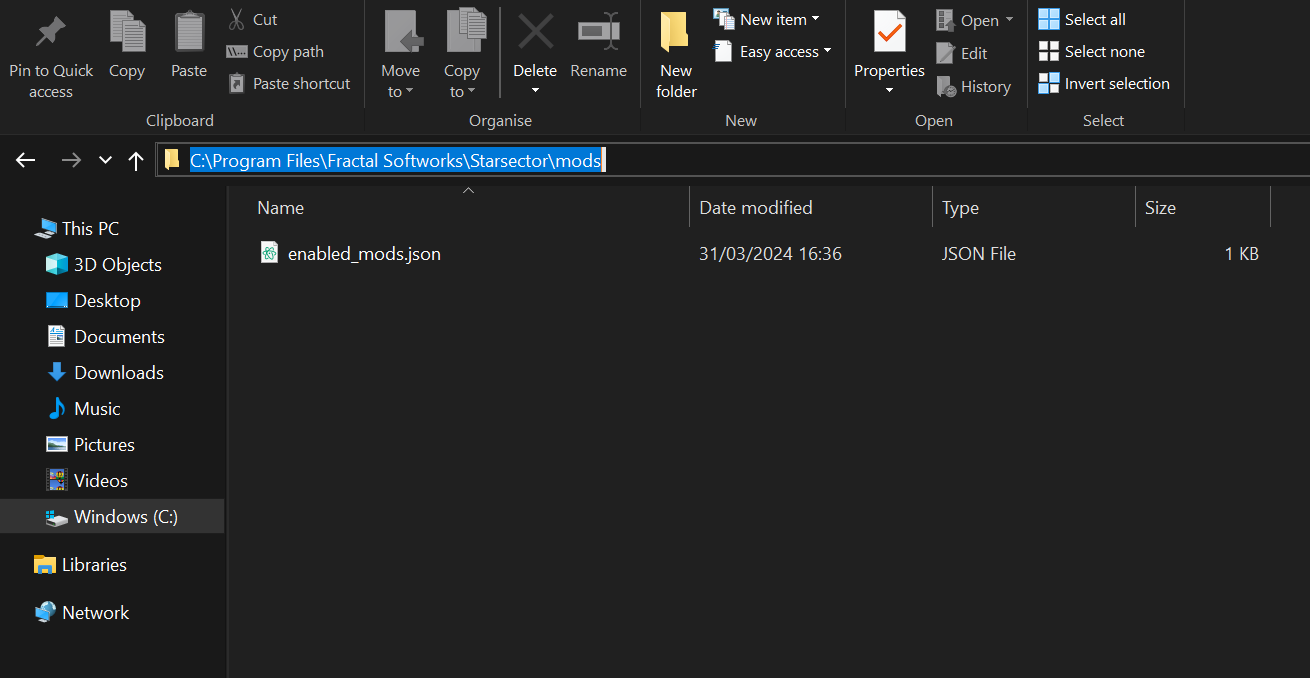 Pin to Quick access
Copy
Paste
Cut
Copy path
Paste shortcut
Clipboard
Move to
Copy to
Delete
Rename
Organise
New folder
New item
Easy access
New
Properties
Open
Edit
History
Open
Select all
Select none
Invert selection
Select
C:\Program Files\Fractal Softworks\Starsector\mods
Name
Date modified
Type
Size
enabled_mods.json
31/03/2024 16:36
JSON File
1 KB
This PC
3D Objects
Desktop
Documents
Downloads
Music
Pictures
Videos
Windows (C:)
Libraries
Network